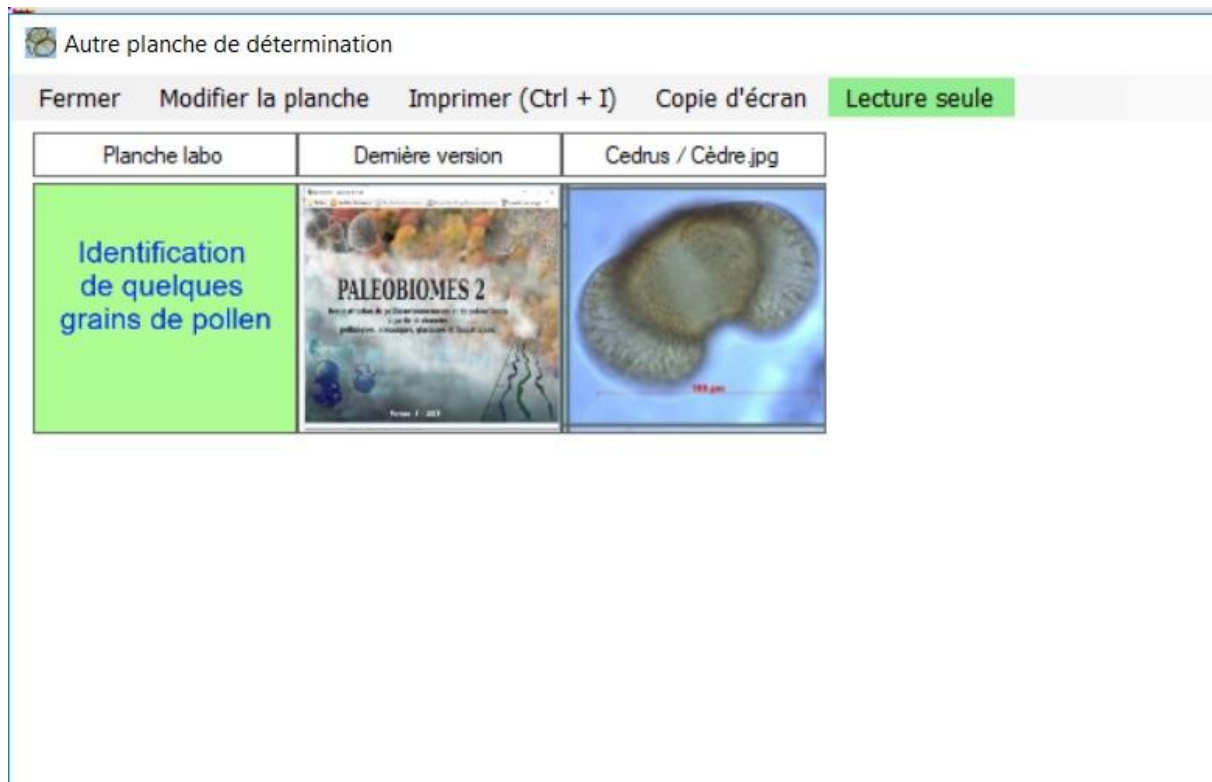 Autre planche de détermination
Fermer Modifier la planche Imprimer (Ctrl + I) Copie d'écran Lecture seule
Planche labo Dernière version Cedrus / Cèdre.jpg
Identification
de quelques
grains de pollen
PALEOBIOMES 2